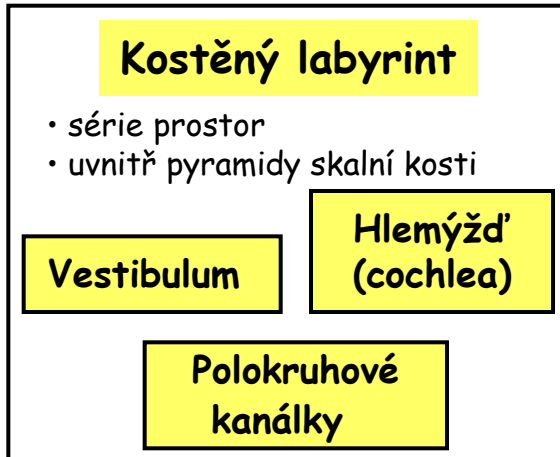 Kostěný labyrint
• série prostor
• uvnitř pyramidy skalní kosti
Vestibulum
Hlemýžď
(cochlea)
Polokruhové
kanálky